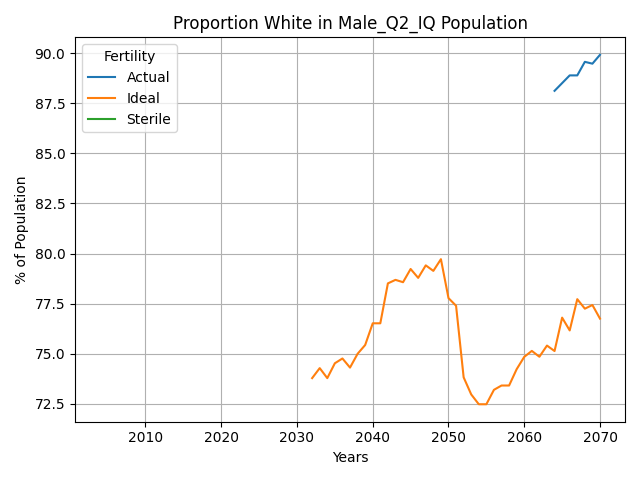 Proportion White in Male_Q2_IQ Population
Fertility
Actual
Ideal
Sterile
90.0
87.5
85.0
82.5
80.0
77.5
75.0
72.5
% of Population
2010 2020 2030 2040 2050 2060 2070
Years